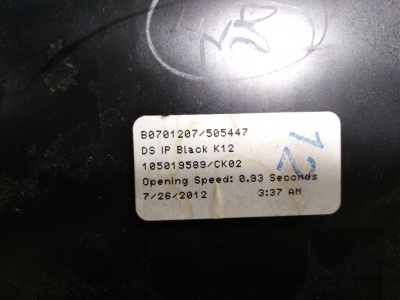 B0701207/505447
DS IP Black K12
105019589/CK02
Opening Speed: 0.93 Seconds
7/26/2012 3:37 AM
12